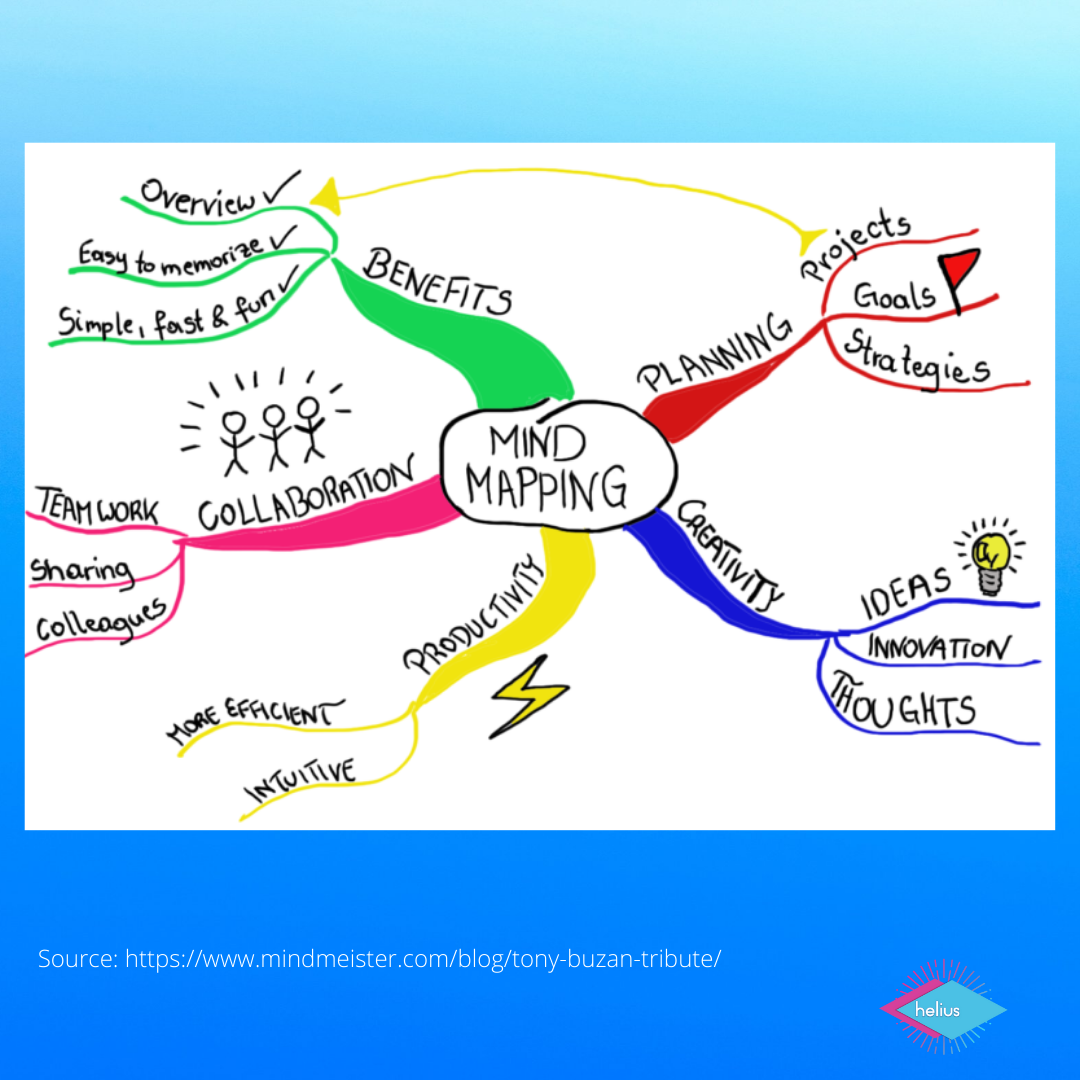 Overview
Easy to memorize
Simple, fast & fun
BENEFITS
Projects
Goals
Strategies
PLANNING
MIND
MAPPING
COLLABORATION
TEAMWORK
Sharing
Colleagues
CREATIVITY
IDEAS
INNOVATION
THOUGHTS
PRODUCTIVITY
MORE EFFICIENT
INTUITIVE
Source: https://www.mindmeister.com/blog/tony-buzan-tribute/
helius